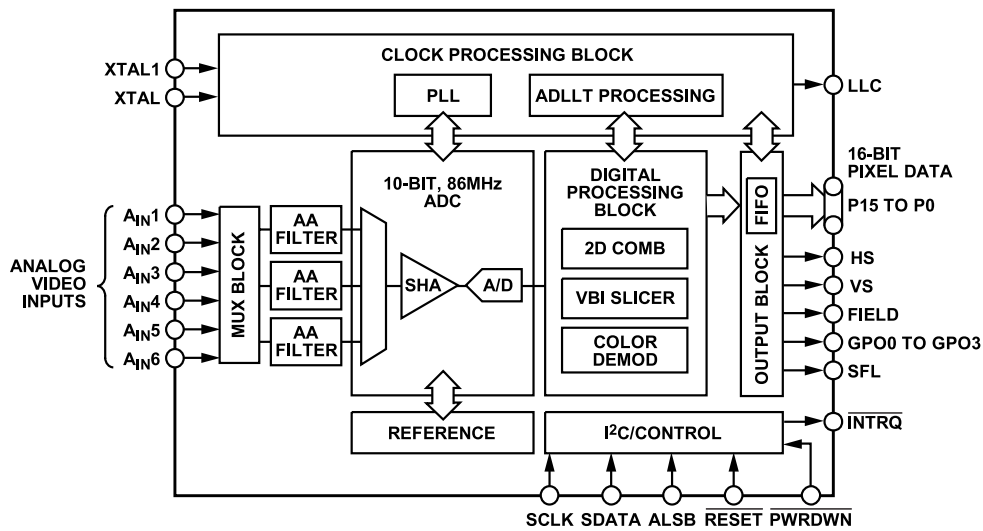 CLOCK PROCESSING BLOCK
XTAL1
XTAL
PLL
ADLLT PROCESSING
LLC
10-BIT, 86MHz
ADC
DIGITAL
PROCESSING
BLOCK
2D COMB
VBI SLICER
COLOR
DEMOD
FIFO
OUTPUT BLOCK
16-BIT
PIXEL DATA
P15 TO P0
ANALOG
VIDEO
INPUTS
AIN1
AIN2
AIN3
AIN4
AIN5
AIN6
MUX BLOCK
AA
FILTER
AA
FILTER
AA
FILTER
SHA
A/D
HS
VS
FIELD
GPO0 TO GPO3
SFL
REFERENCE
I2C/CONTROL
INTRQ
SCLK
SDATA
ALSB
RESET
PWRDWN